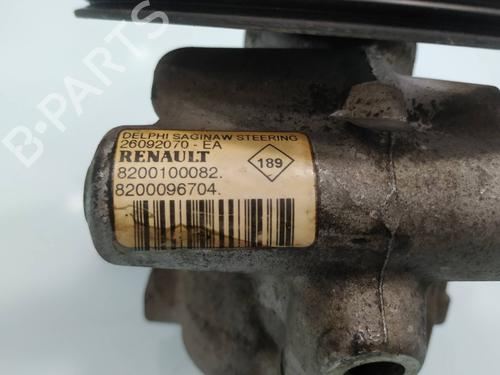 B-PARTS
DELPHI SAGINAW STEERING
26092070 - EA
RENAULT
189
8200100082.
8200096704.